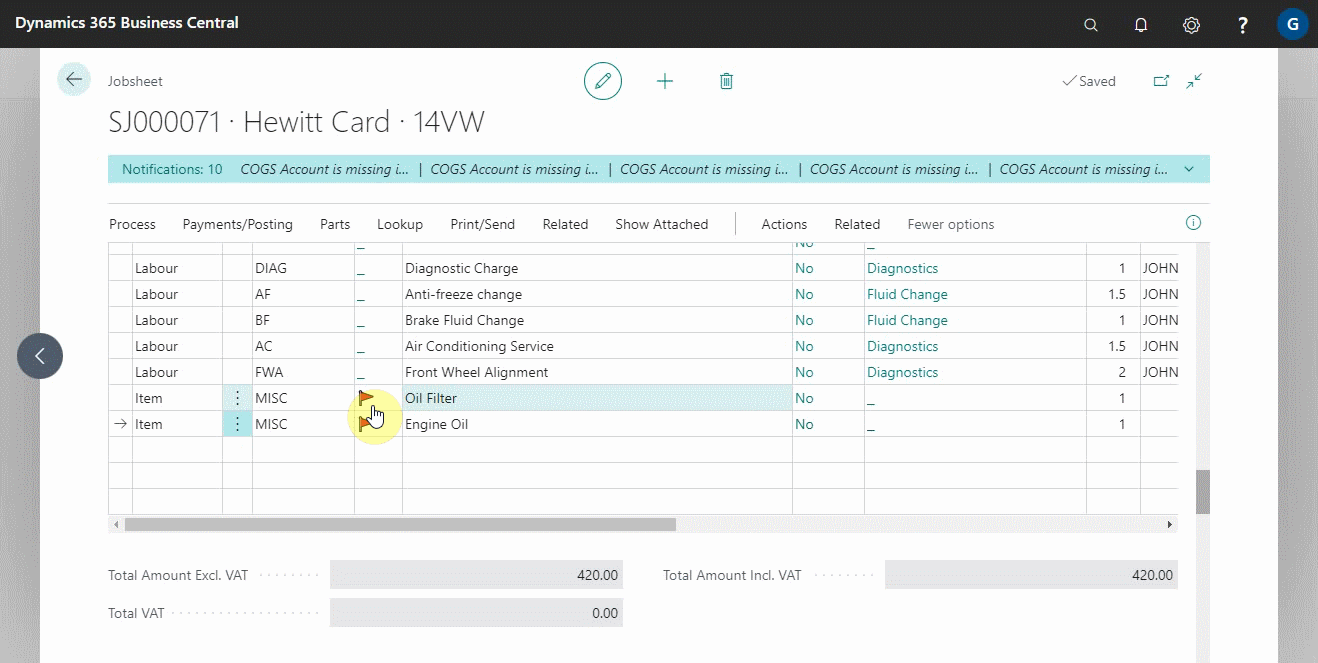 Dynamics 365 Business Central
?
G
Jobsheet
Saved
SJ000071 · Hewitt Card · 14VW
Notifications: 10 COGS Account is missing i... | COGS Account is missing i... | COGS Account is missing i... | COGS Account is missing i... | COGS Account is missing i...
Process Payments/Posting Parts Lookup Print/Send Related Show Attached | Actions Related Fewer options
_ No _
Labour DIAG _ Diagnostic Charge No Diagnostics 1 JOHN
Labour AF _ Anti-freeze change No Fluid Change 1.5 JOHN
Labour BF _ Brake Fluid Change No Fluid Change 1 JOHN
Labour AC _ Air Conditioning Service No Diagnostics 1.5 JOHN
Labour FWA _ Front Wheel Alignment No Diagnostics 2 JOHN
Item MISC Oil Filter No _ 1
Item MISC Engine Oil No _ 1
Total Amount Excl. VAT 420.00 Total Amount Incl. VAT 420.00
Total VAT 0.00